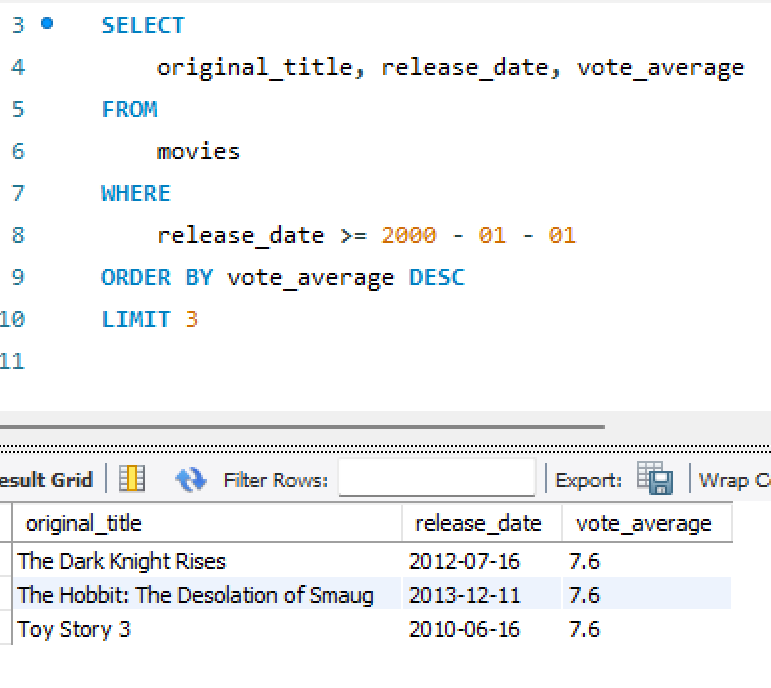 3 SELECT
4 original_title, release_date, vote_average
5 FROM
6 movies
7 WHERE
8 release_date >= 2000 - 01 - 01
9 ORDER BY vote_average DESC
10 LIMIT 3
11
esult Grid Filter Rows: Export: Wrap Ce
original_title release_date vote_average
The Dark Knight Rises 2012-07-16 7.6
The Hobbit: The Desolation of Smaug 2013-12-11 7.6
Toy Story 3 2010-06-16 7.6